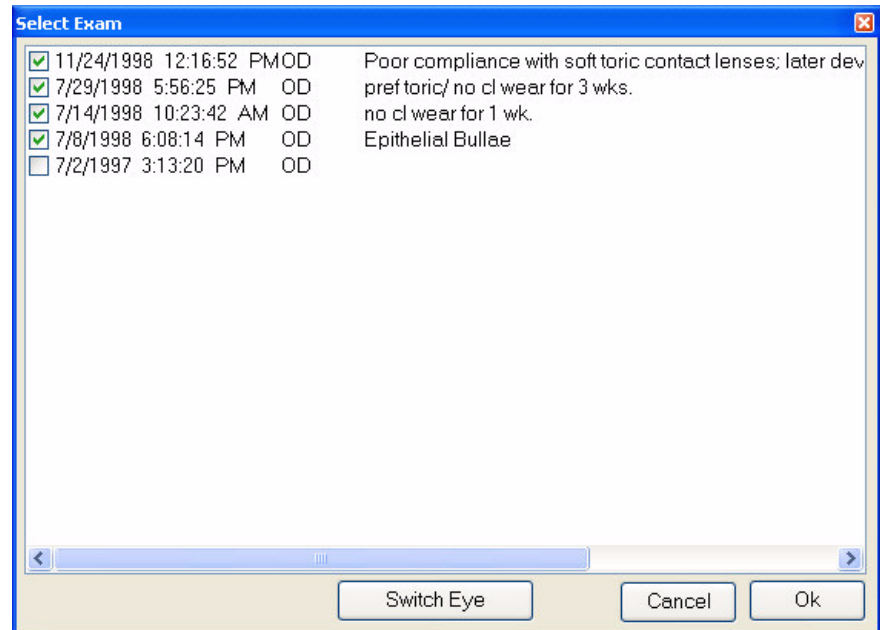 Select Exam
11/24/1998 12:16:52 PM OD Poor compliance with soft toric contact lenses; later dev
7/29/1998 5:56:25 PM OD pref toric/ no cl wear for 3 wks.
7/14/1998 10:23:42 AM OD no cl wear for 1 wk.
7/8/1998 6:08:14 PM OD Epithelial Bullae
7/2/1997 3:13:20 PM OD
Switch Eye Cancel Ok